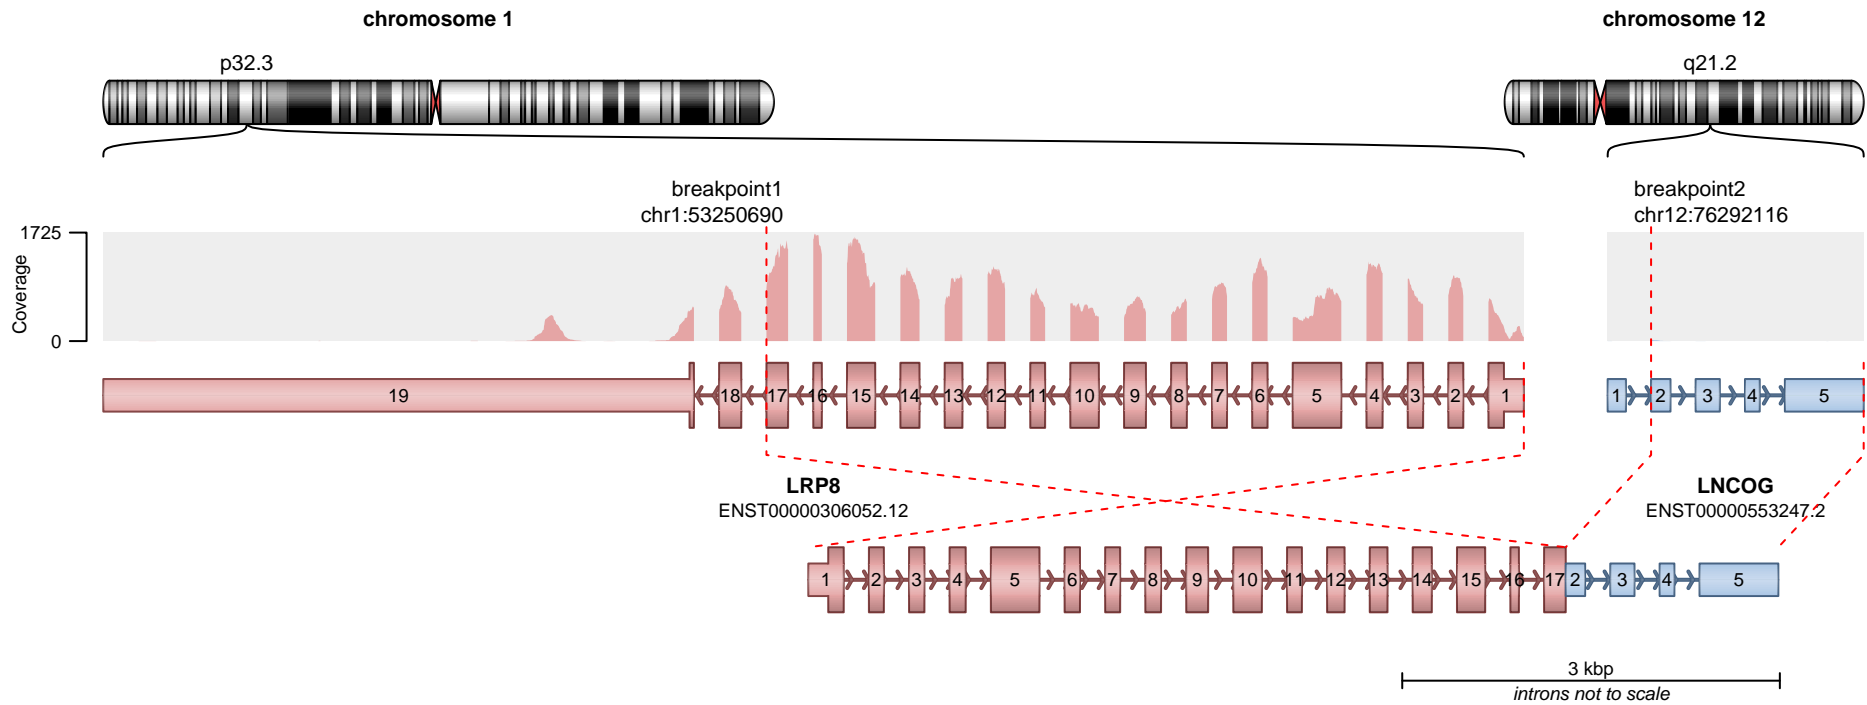 chromosome 1
chromosome 12
p32.3
q21.2
breakpoint1
chr1:53250690
breakpoint2
chr12:76292116
1725
Coverage
0
19 18 17 16 15 14 13 12 11 10 9 8 7 6 5 4 3 2 1
1 2 3 4 5
LRP8
ENST00000306052.12
LNCOG
ENST00000553247.2
1 2 3 4 5 6 7 8 9 10 11 12 13 14 15 16 17 2 3 4 5
3 kbp
introns not to scale